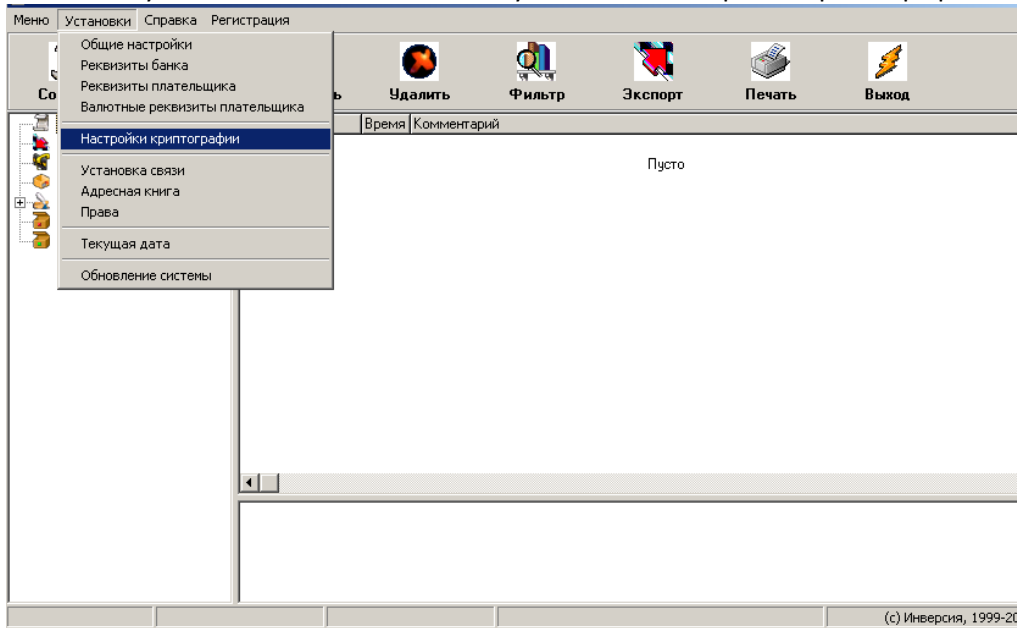 Меню Установки Справка Регистрация
Общие настройки
Реквизиты банка
Реквизиты плательщика
Валютные реквизиты плательщика
Настройки криптографии
Установка связи
Адресная книга
Права
Текущая дата
Обновление системы
Со ь Удалить Фильтр Экспорт Печать Выход
Время Комментарий
Пусто
(c) Инверсия, 1999-20